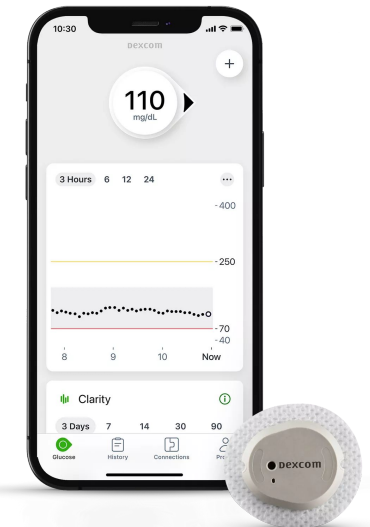 10:30
Dexcom
+
110
mg/dL
3 Hours 6 12 24 ...
-400
-250
-70
-40
8 9 10 Now
Clarity
3 Days 7 14 30 90
Glucose History Connections
Dexcom